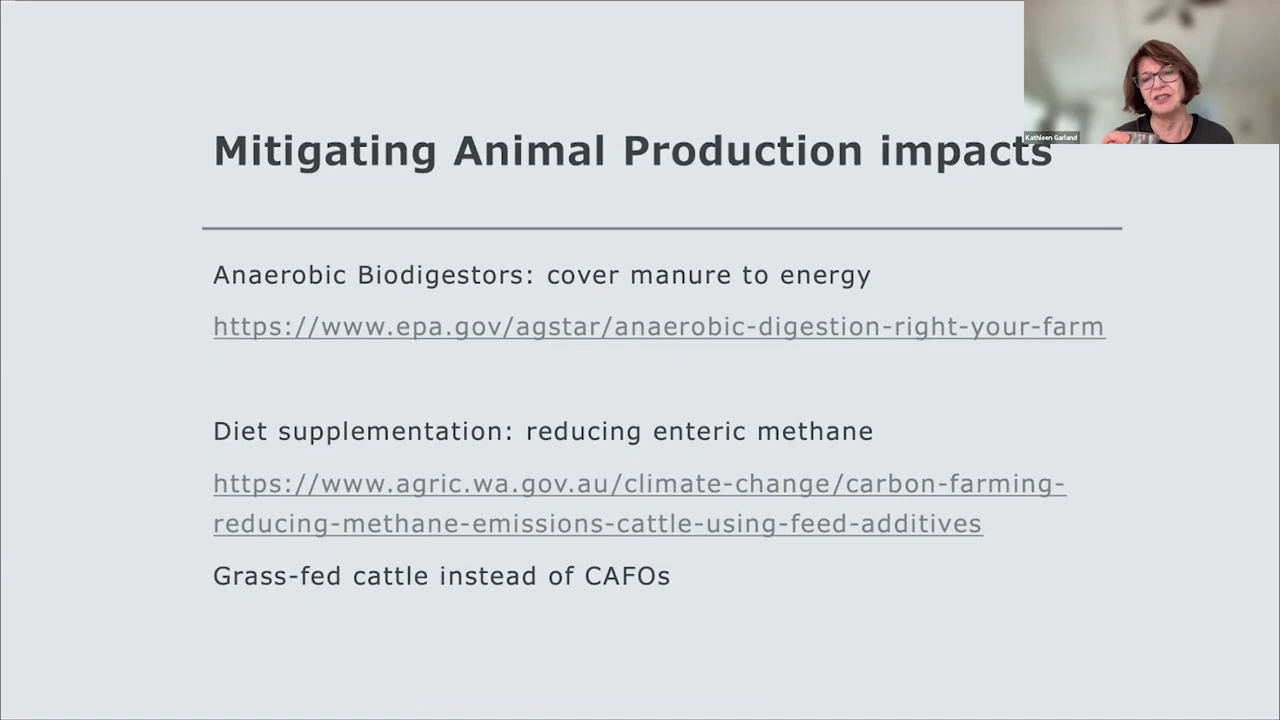 Kathleen Garland
Mitigating Animal Production impacts
Anaerobic Biodigestors: cover manure to energy
https://www.epa.gov/agstar/anaerobic-digestion-right-your-farm
Diet supplementation: reducing enteric methane
https://www.agric.wa.gov.au/climate-change/carbon-farming-
reducing-methane-emissions-cattle-using-feed-additives
Grass-fed cattle instead of CAFOs